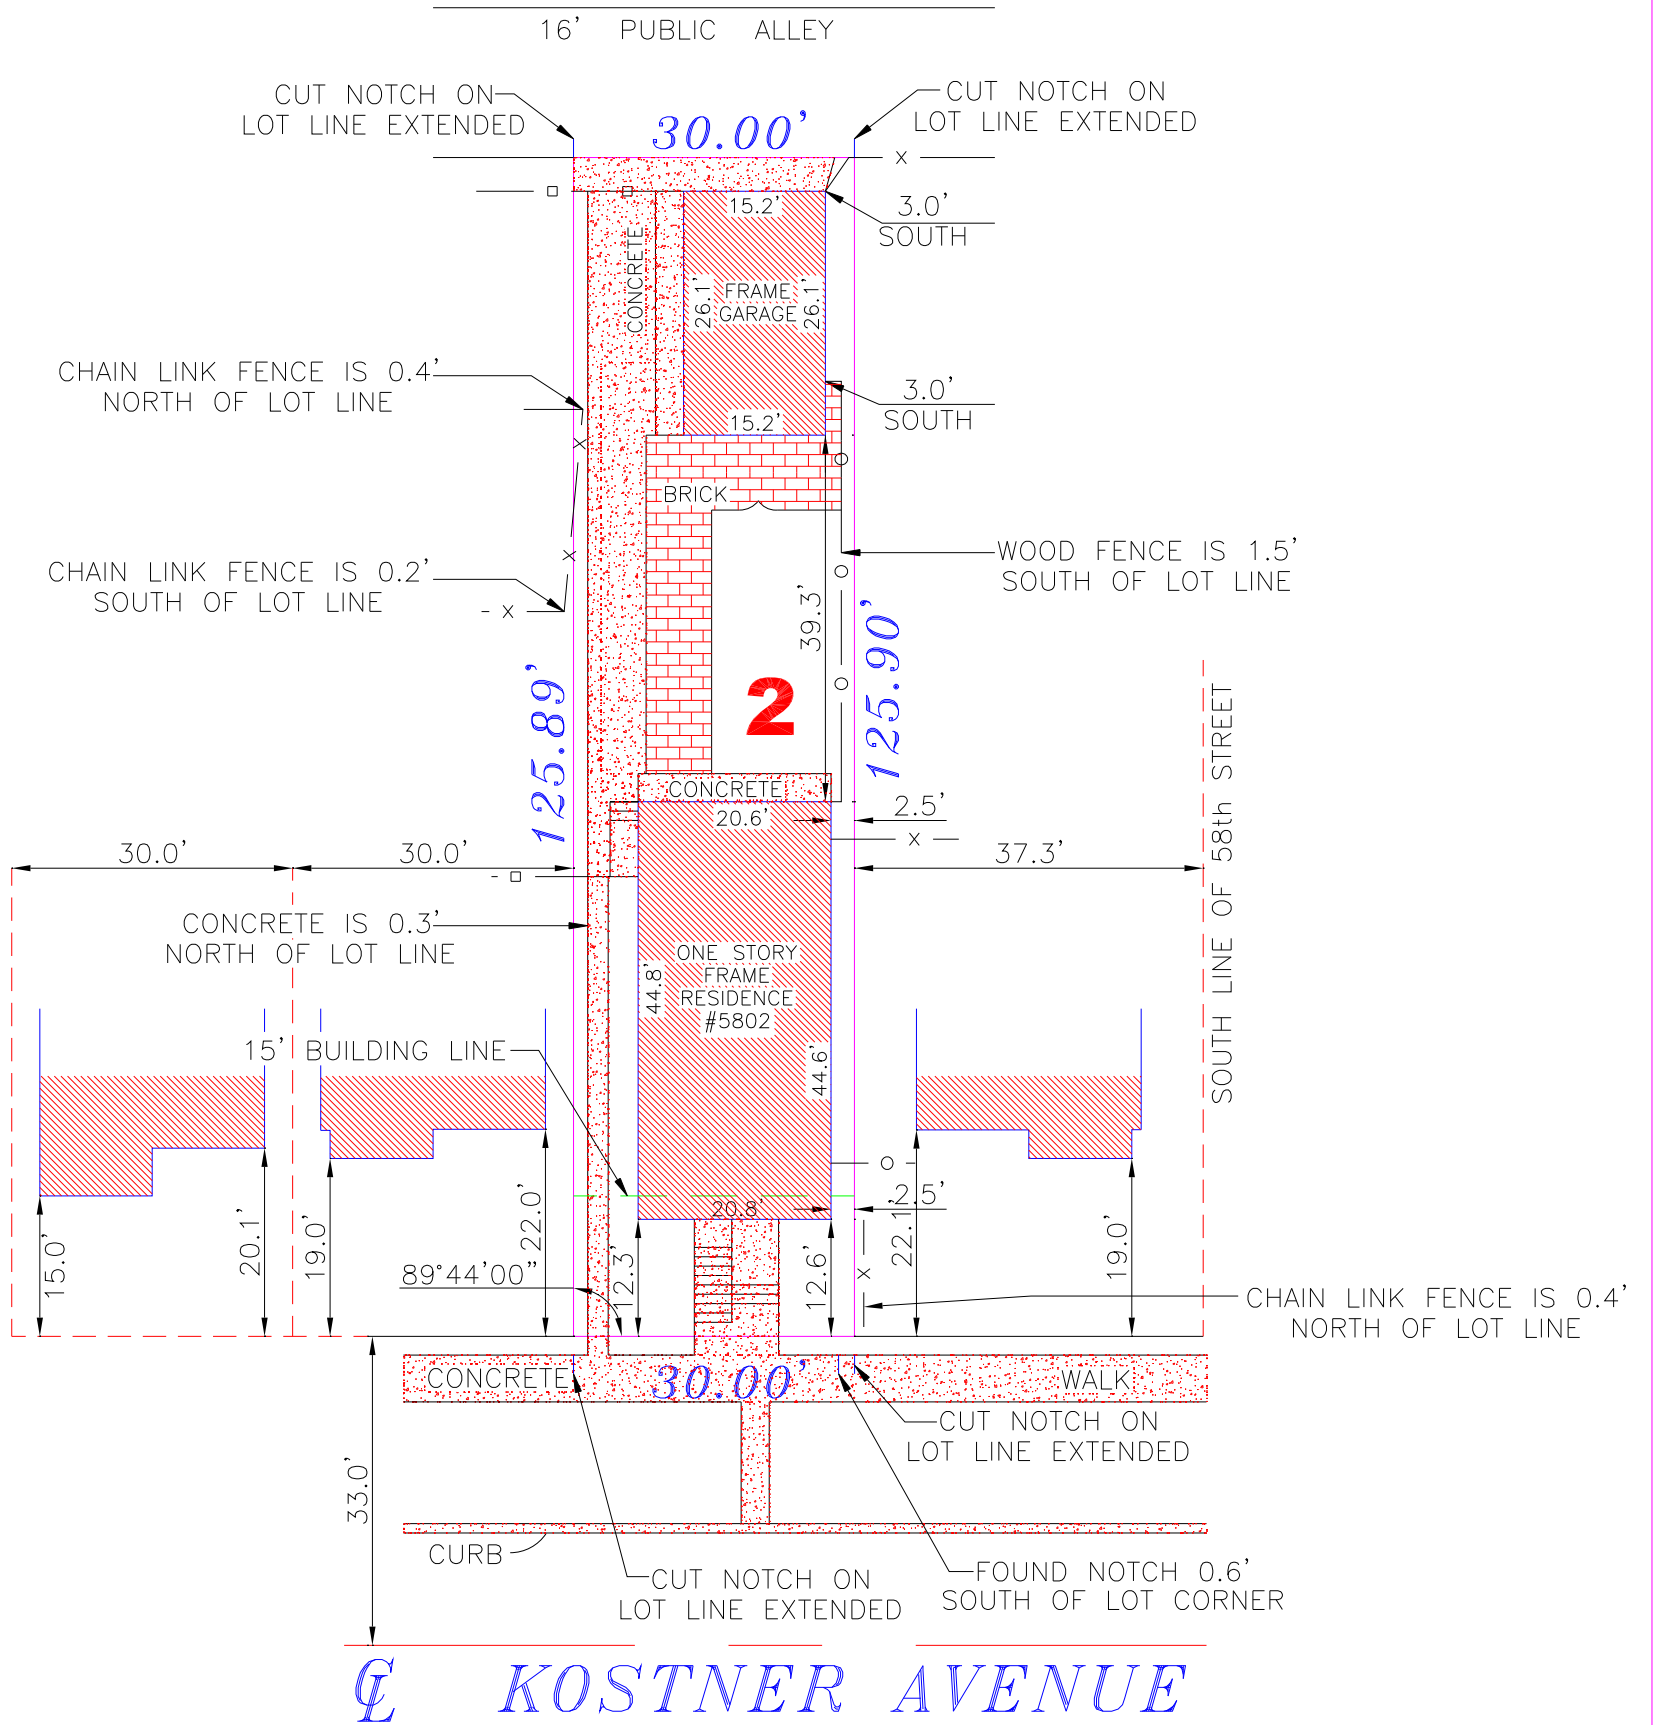 16' PUBLIC ALLEY
CUT NOTCH ON
LOT LINE EXTENDED
30.00'
CUT NOTCH ON
LOT LINE EXTENDED
X
15.2'
3.0'
SOUTH
CONCRETE
26.1'
FRAME
GARAGE
26.1'
CHAIN LINK FENCE IS 0.4'
NORTH OF LOT LINE
3.0'
SOUTH
15.2'
X
BRICK
X
WOOD FENCE IS 1.5'
SOUTH OF LOT LINE
CHAIN LINK FENCE IS 0.2'
SOUTH OF LOT LINE
X
39.3'
125.89'
2
125.90'
SOUTH LINE OF 58th STREET
CONCRETE
20.6'
2.5'
X
30.0'
30.0'
37.3'
CONCRETE IS 0.3'
NORTH OF LOT LINE
44.8'
ONE STORY
FRAME
RESIDENCE
#5802
44.6'
15' BUILDING LINE
20.8'
2.5'
15.0'
20.1'
19.0'
22.0'
12.3'
12.6'
22.1'
19.0'
89°44'00"
X
CHAIN LINK FENCE IS 0.4'
NORTH OF LOT LINE
CONCRETE
30.00'
WALK
CUT NOTCH ON
LOT LINE EXTENDED
33.0'
CURB
CUT NOTCH ON
LOT LINE EXTENDED
FOUND NOTCH 0.6'
SOUTH OF LOT CORNER
℄ KOSTNER AVENUE